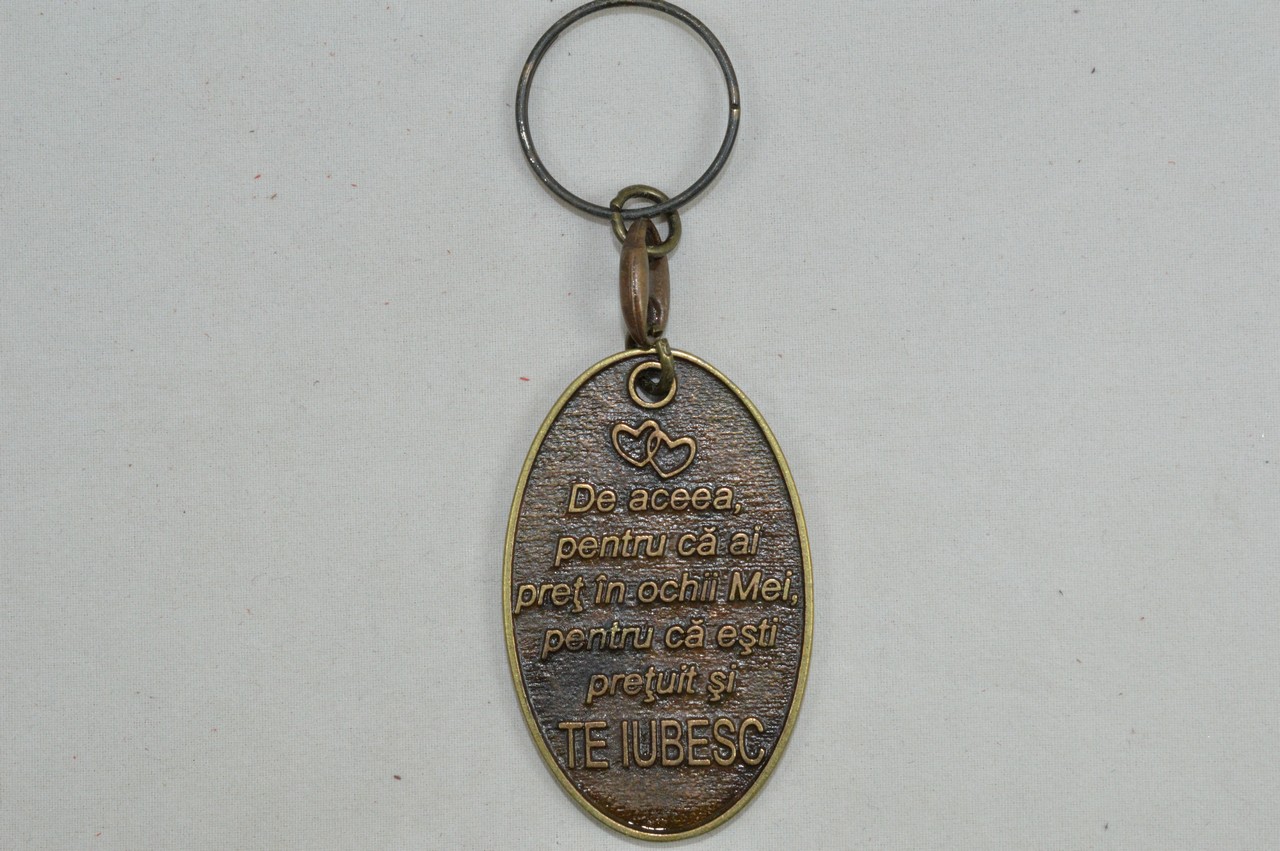 De aceea,
pentru că ai
preţ în ochii Mei,
pentru că eşti
preţuit şi
TE IUBESC